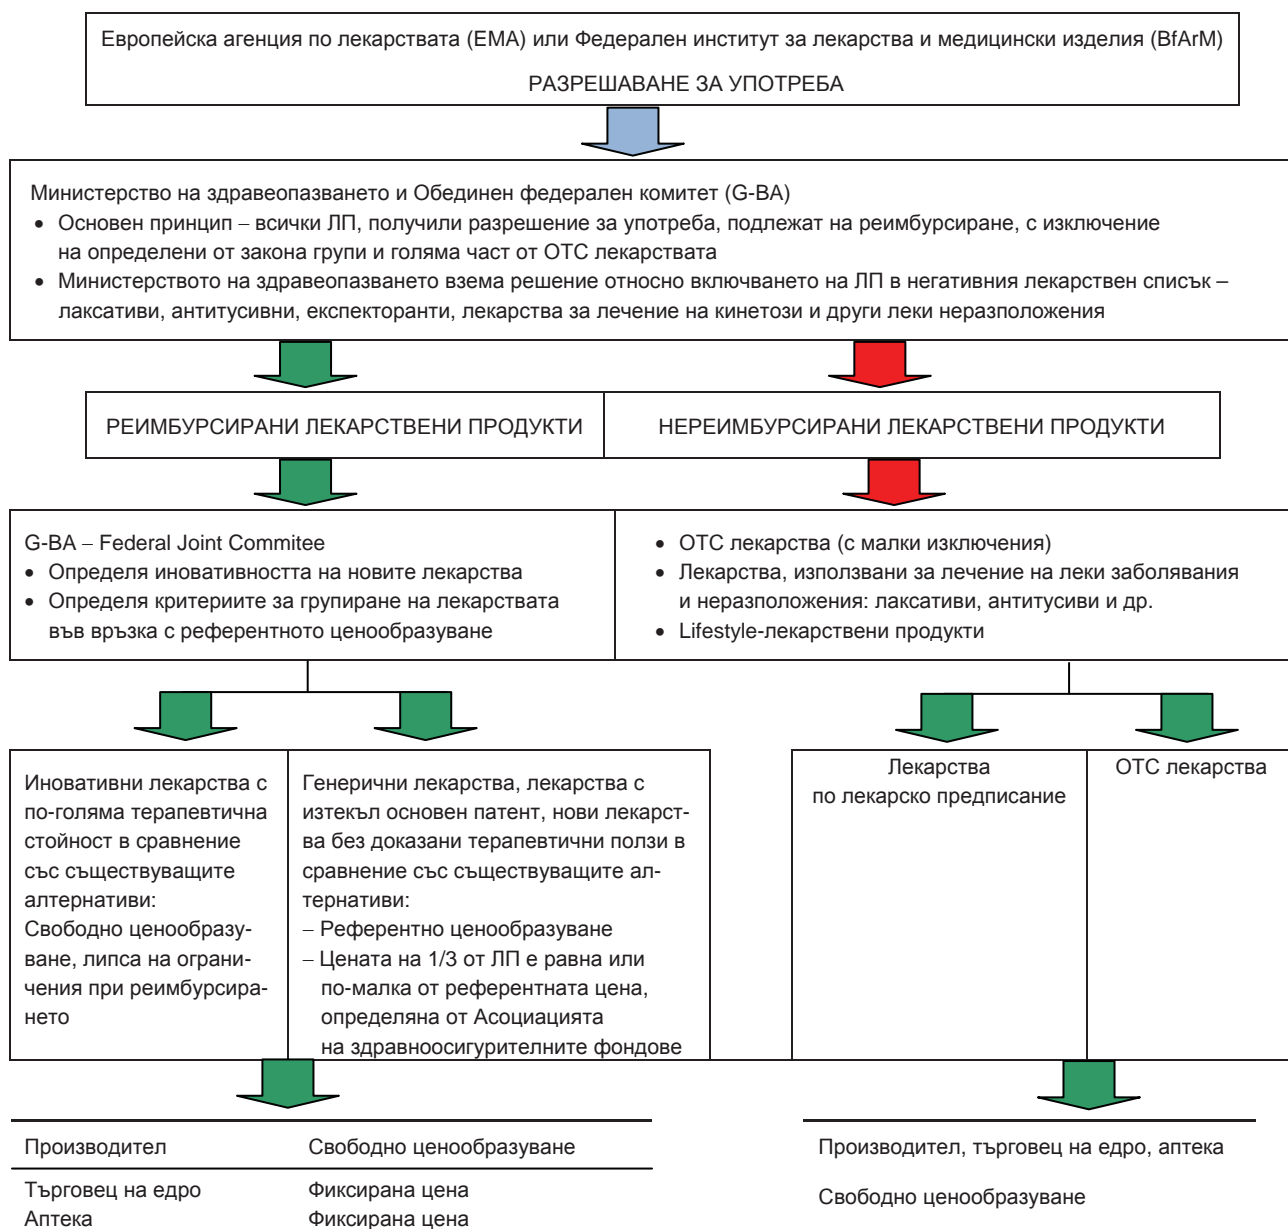 Европейска агенция по лекарствата (EMA) или Федерален институт за лекарства и медицински изделия (BfArM)
РАЗРЕШАВАНЕ ЗА УПОТРЕБА
Министерство на здравеопазването и Обединен федерален комитет (G-BA)
• Основен принцип – всички ЛП, получили разрешение за употреба, подлежат на реимбурсиране, с изключение
на определени от закона групи и голяма част от ОТС лекарствата
• Министерството на здравеопазването взема решение относно включването на ЛП в негативния лекарствен списък –
лаксативи, антитусивни, експекторанти, лекарства за лечение на кинетози и други леки неразположения
РЕИМБУРСИРАНИ ЛЕКАРСТВЕНИ ПРОДУКТИ
НЕРЕИМБУРСИРАНИ ЛЕКАРСТВЕНИ ПРОДУКТИ
G-BA – Federal Joint Commitee
• Определя иновативността на новите лекарства
• Определя критериите за групиране на лекарствата
във връзка с референтното ценообразуване
• ОТС лекарства (с малки изключения)
• Лекарства, използвани за лечение на леки заболявания
и неразположения: лаксативи, антитусиви и др.
• Lifestyle-лекарствени продукти
Иновативни лекарства с
по-голяма терапевтична
стойност в сравнение
със съществуващите
алтернативи:
Свободно ценообразу-
ване, липса на ограни-
чения при реимбурсира-
нето
Генерични лекарства, лекарства с
изтекъл основен патент, нови лекарст-
ва без доказани терапевтични ползи в
сравнение със съществуващите ал-
тернативи:
– Референтно ценообразуване
– Цената на 1/3 от ЛП е равна или
по-малка от референтната цена,
определяна от Асоциацията
на здравноосигурителните фондове
Лекарства
по лекарско предписание
ОТС лекарства
Производител Свободно ценообразуване
Търговец на едро Фиксирана цена
Аптека Фиксирана цена
Производител, търговец на едро, аптека
Свободно ценообразуване